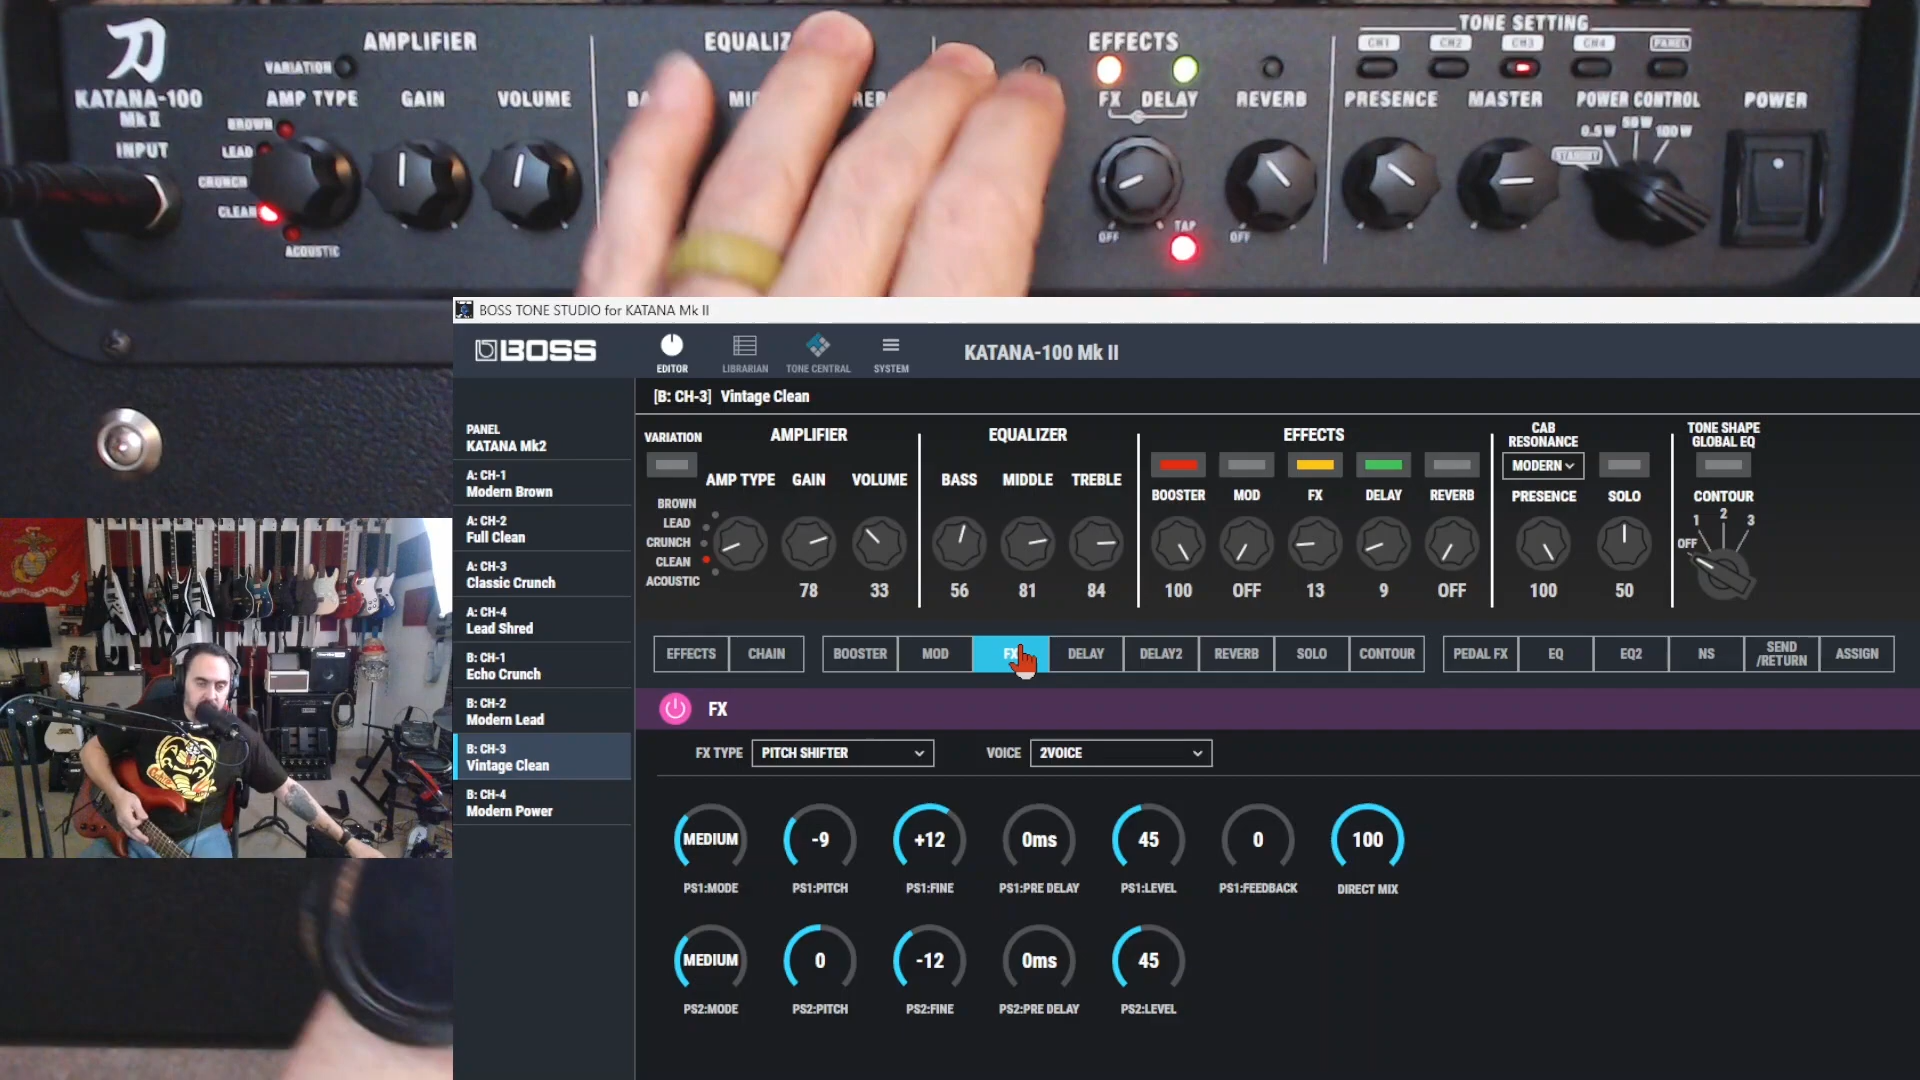 AMPLIFIER
EFFECTS
TONE SETTING
CH1 CH2 CH3 CH4 PANEL
VARIATION
KATANA-100
Mk II
AMP TYPE GAIN VOLUME
FX DELAY REVERB PRESENCE MASTER POWER CONTROL POWER
BROWN
LEAD
CRUNCH
CLEAN
ACOUSTIC
INPUT
STANDBY 0.5W 50W 100W
OFF TAP OFF
BOSS TONE STUDIO for KATANA Mk II
BOSS
EDITOR LIBRARIAN TONE CENTRAL SYSTEM
KATANA-100 Mk II
[B: CH-3] Vintage Clean
PANEL
KATANA Mk2
A: CH-1
Modern Brown
A: CH-2
Full Clean
A: CH-3
Classic Crunch
A: CH-4
Lead Shred
B: CH-1
Echo Crunch
B: CH-2
Modern Lead
B: CH-3
Vintage Clean
B: CH-4
Modern Power
VARIATION AMPLIFIER EQUALIZER EFFECTS CAB RESONANCE TONE SHAPE GLOBAL EQ
MODERN
AMP TYPE GAIN VOLUME BASS MIDDLE TREBLE BOOSTER MOD FX DELAY REVERB PRESENCE SOLO CONTOUR
BROWN
LEAD
CRUNCH
CLEAN
ACOUSTIC
OFF 1 2 3
78 33 56 81 84 100 OFF 13 9 OFF 100 50
EFFECTS CHAIN BOOSTER MOD FX DELAY DELAY2 REVERB SOLO CONTOUR PEDAL FX EQ EQ2 NS SEND /RETURN ASSIGN
FX
FX TYPE PITCH SHIFTER VOICE 2VOICE
MEDIUM -9 +12 0ms 45 0 100
PS1:MODE PS1:PITCH PS1:FINE PS1:PRE DELAY PS1:LEVEL PS1:FEEDBACK DIRECT MIX
MEDIUM 0 -12 0ms 45
PS2:MODE PS2:PITCH PS2:FINE PS2:PRE DELAY PS2:LEVEL